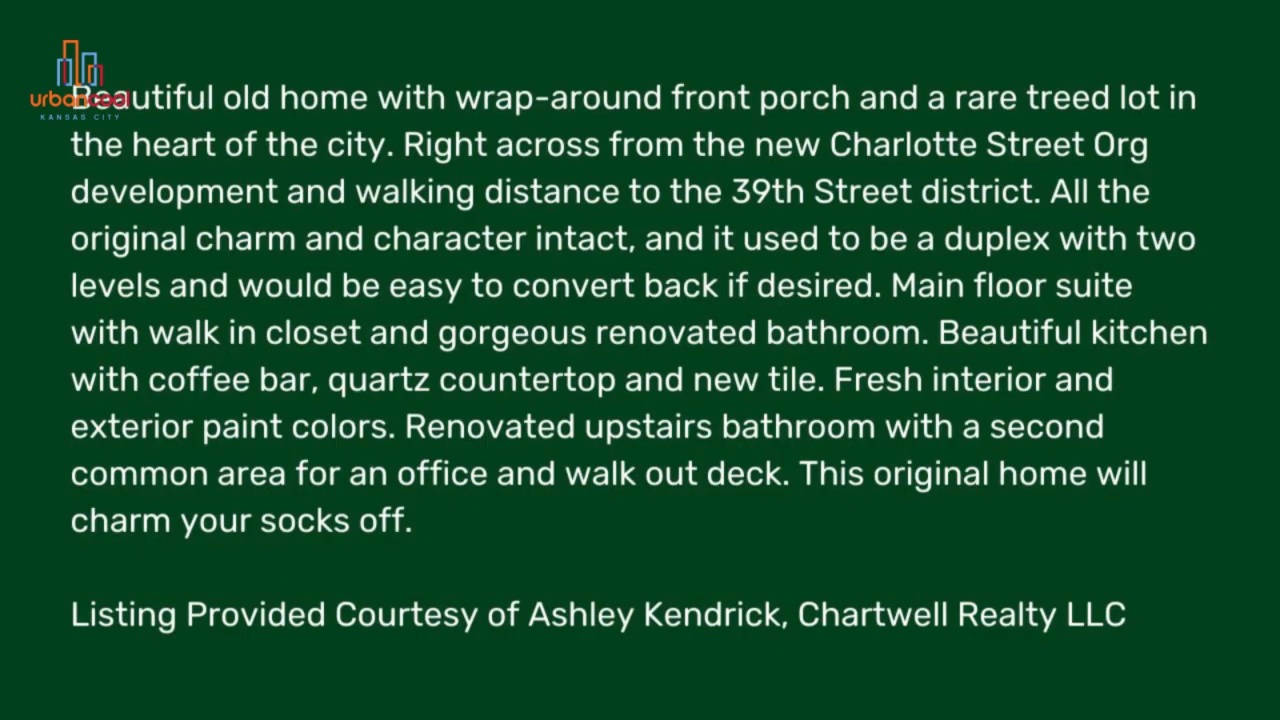 urbancool
KANSAS CITY
Beautiful old home with wrap-around front porch and a rare treed lot in
the heart of the city. Right across from the new Charlotte Street Org
development and walking distance to the 39th Street district. All the
original charm and character intact, and it used to be a duplex with two
levels and would be easy to convert back if desired. Main floor suite
with walk in closet and gorgeous renovated bathroom. Beautiful kitchen
with coffee bar, quartz countertop and new tile. Fresh interior and
exterior paint colors. Renovated upstairs bathroom with a second
common area for an office and walk out deck. This original home will
charm your socks off.
Listing Provided Courtesy of Ashley Kendrick, Chartwell Realty LLC